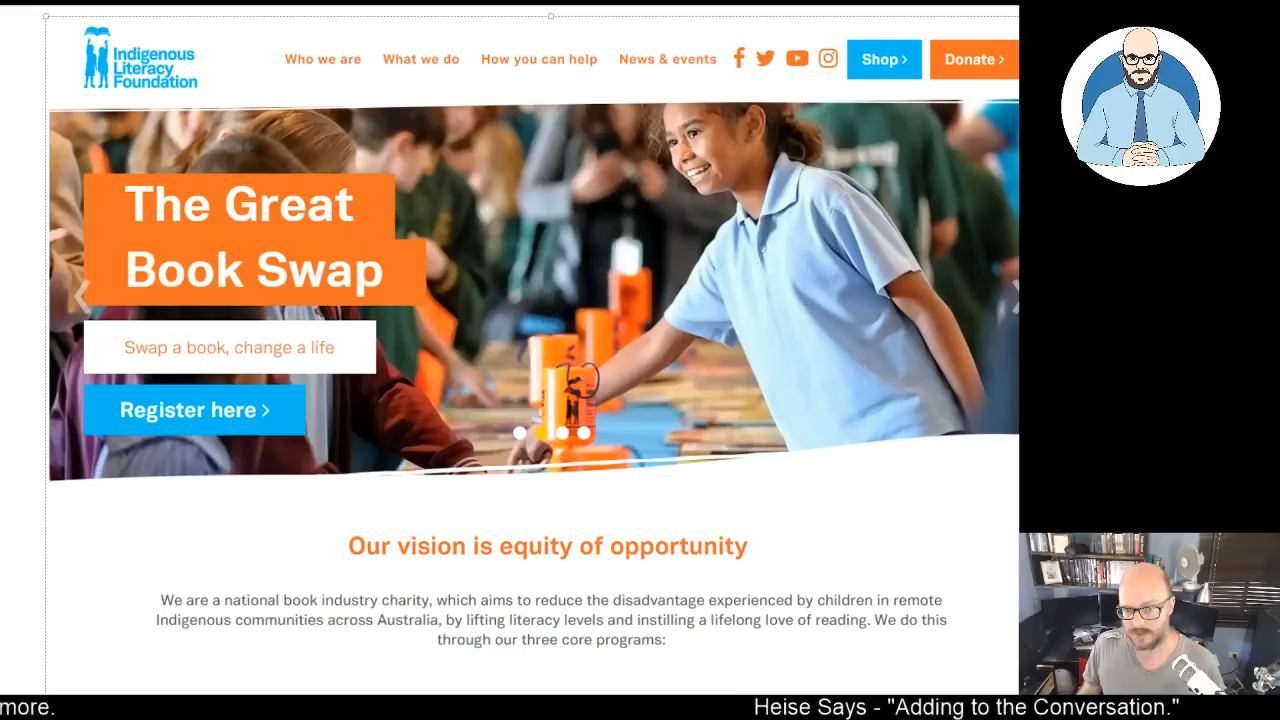 Indigenous
Literacy
Foundation
Who we are
What we do
How you can help
News & events
Shop ›
Donate ›
The Great
Book Swap
Swap a book, change a life
Register here ›
Our vision is equity of opportunity
We are a national book industry charity, which aims to reduce the disadvantage experienced by children in remote
Indigenous communities across Australia, by lifting literacy levels and instilling a lifelong love of reading. We do this
through our three core programs:
more.
Heise Says - "Adding to the Conversation."